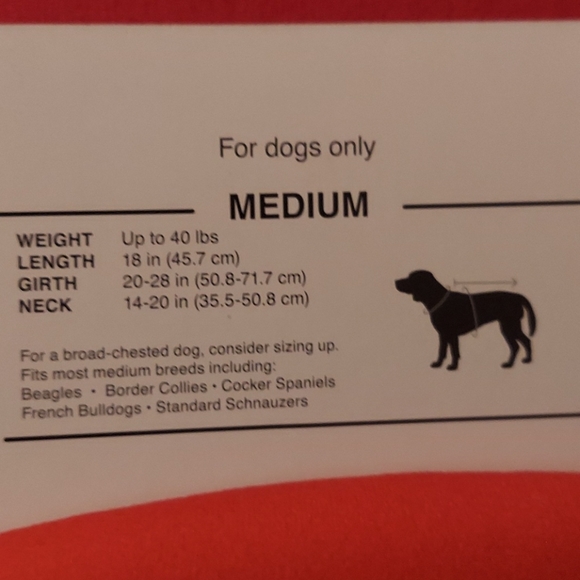 For dogs only
MEDIUM
WEIGHT Up to 40 lbs
LENGTH 18 in (45.7 cm)
GIRTH 20-28 in (50.8-71.7 cm)
NECK 14-20 in (35.5-50.8 cm)
For a broad-chested dog, consider sizing up.
Fits most medium breeds including:
Beagles • Border Collies • Cocker Spaniels
French Bulldogs • Standard Schnauzers